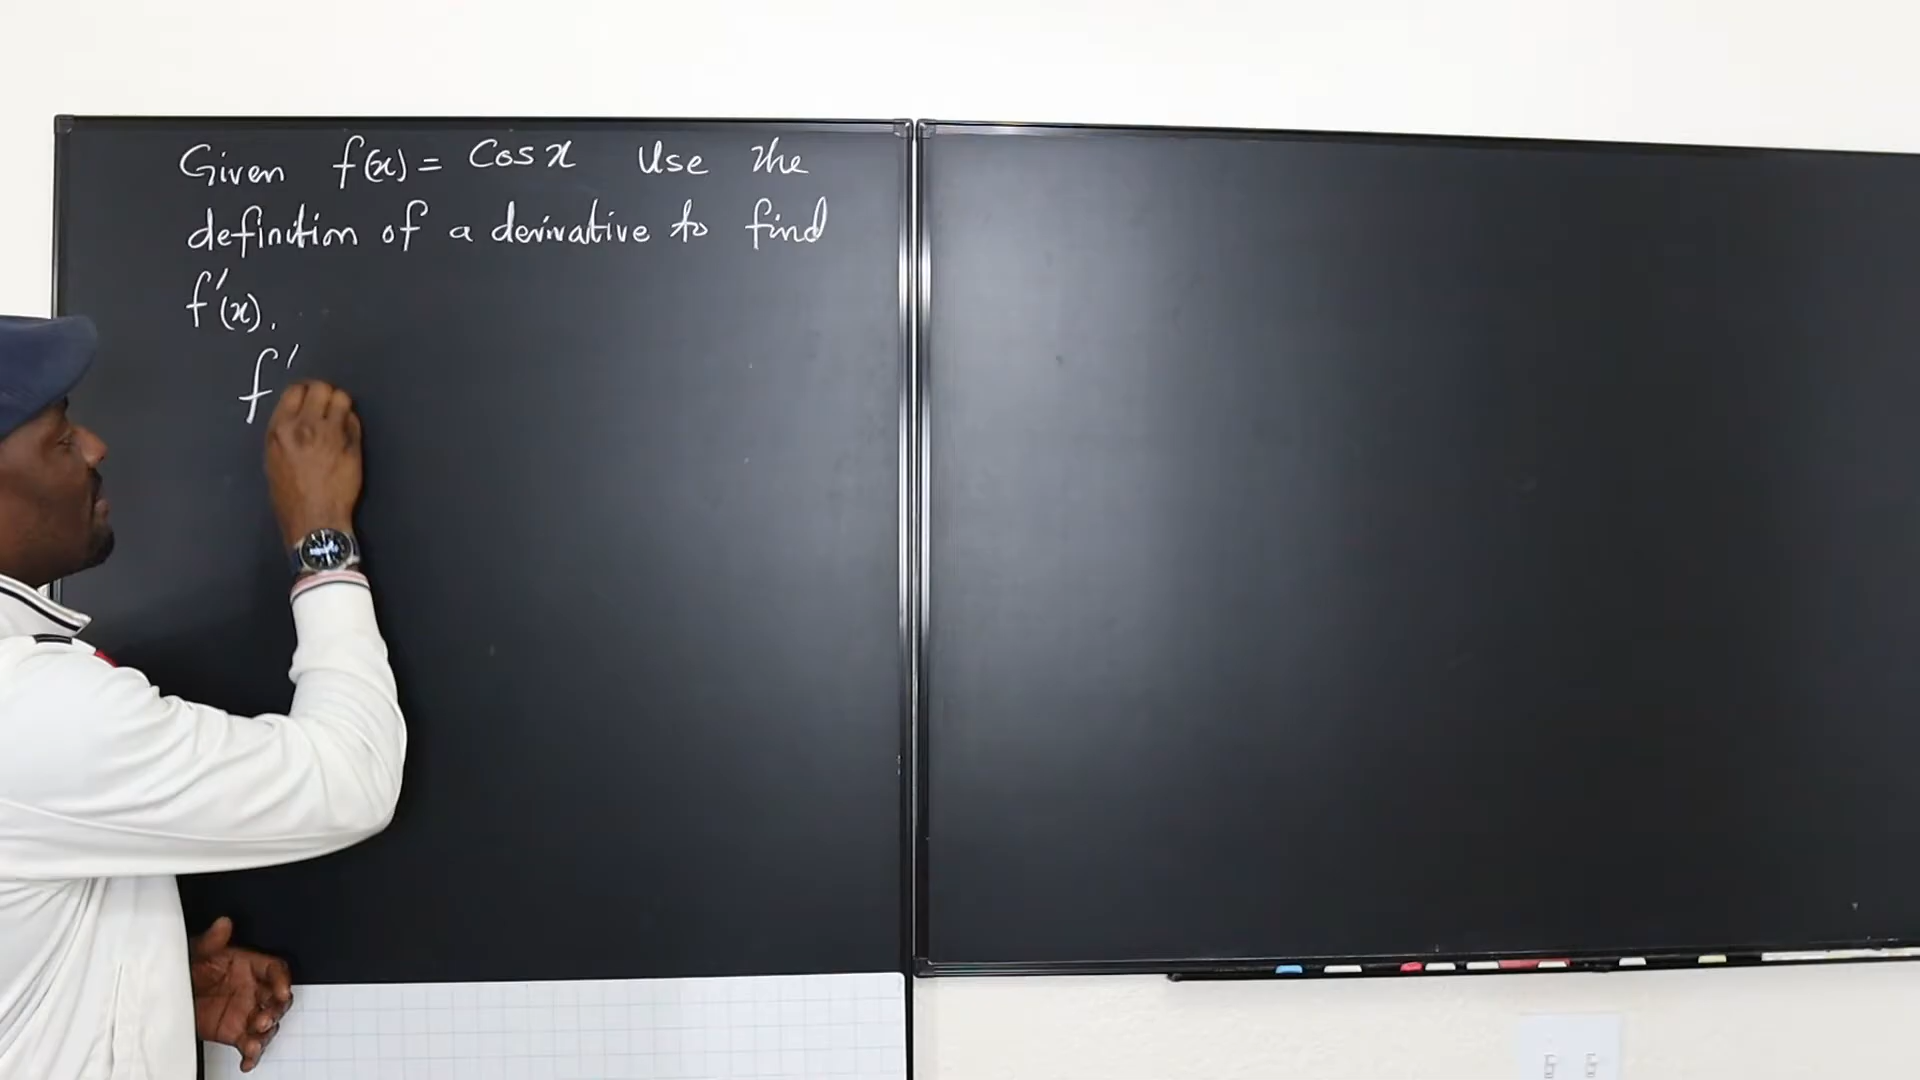 Given f(x) = Cos x Use the
definition of a derivative to find
f'(x).
f'